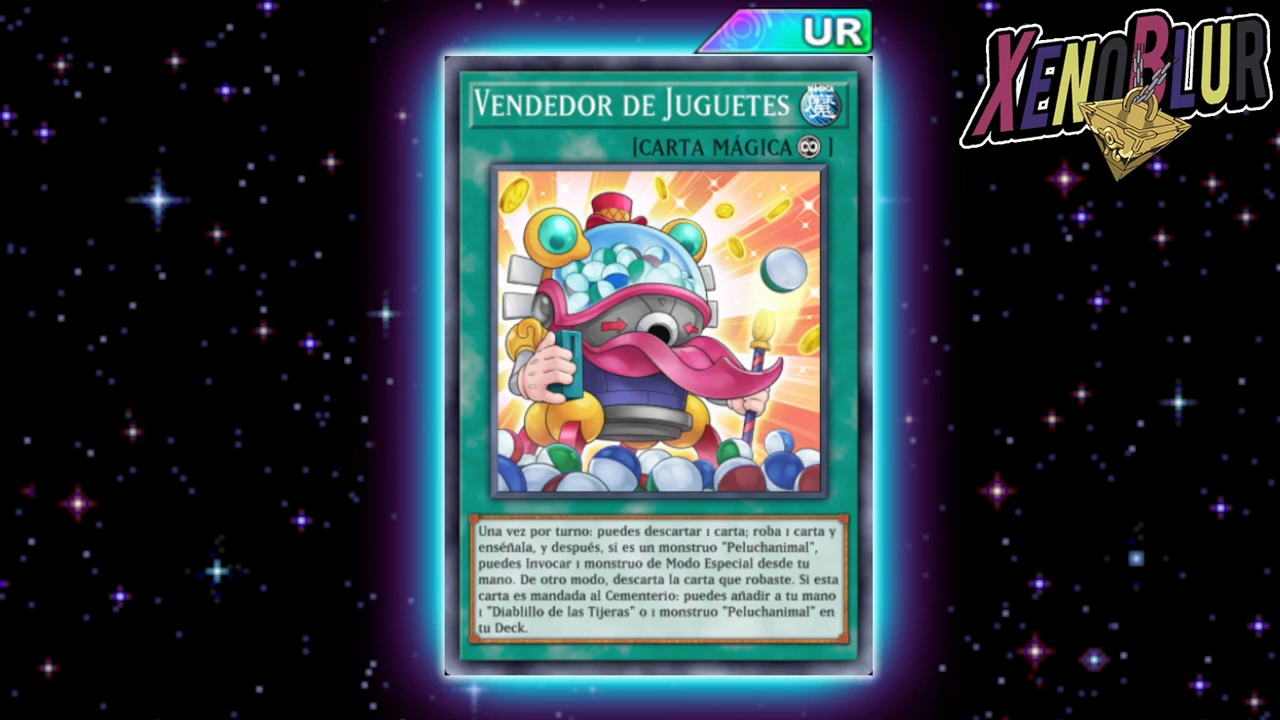 UR
XENOBLUR
VENDEDOR DE JUGUETES
MÁGICA
魔
[CARTA MÁGICA ∞ ]
Una vez por turno: puedes descartar 1 carta; roba 1 carta y
enséñala, y después, si es un monstruo "Peluchanimal",
puedes Invocar 1 monstruo de Modo Especial desde tu
mano. De otro modo, descarta la carta que robaste. Si esta
carta es mandada al Cementerio: puedes añadir a tu mano
1 "Diablillo de las Tijeras" o 1 monstruo "Peluchanimal" en
tu Deck.